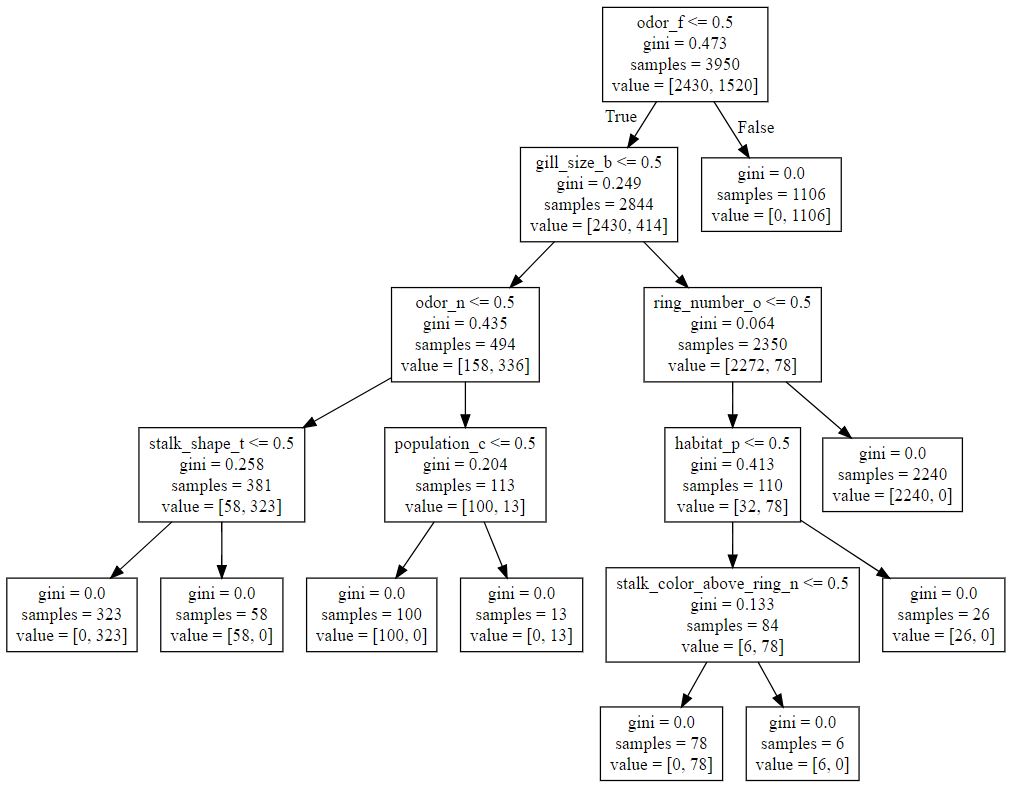 odor_f <= 0.5
gini = 0.473
samples = 3950
value = [2430, 1520]
True
False
gill_size_b <= 0.5
gini = 0.249
samples = 2844
value = [2430, 414]
gini = 0.0
samples = 1106
value = [0, 1106]
odor_n <= 0.5
gini = 0.435
samples = 494
value = [158, 336]
ring_number_o <= 0.5
gini = 0.064
samples = 2350
value = [2272, 78]
stalk_shape_t <= 0.5
gini = 0.258
samples = 381
value = [58, 323]
population_c <= 0.5
gini = 0.204
samples = 113
value = [100, 13]
habitat_p <= 0.5
gini = 0.413
samples = 110
value = [32, 78]
gini = 0.0
samples = 2240
value = [2240, 0]
gini = 0.0
samples = 323
value = [0, 323]
gini = 0.0
samples = 58
value = [58, 0]
gini = 0.0
samples = 100
value = [100, 0]
gini = 0.0
samples = 13
value = [0, 13]
stalk_color_above_ring_n <= 0.5
gini = 0.133
samples = 84
value = [6, 78]
gini = 0.0
samples = 26
value = [26, 0]
gini = 0.0
samples = 78
value = [0, 78]
gini = 0.0
samples = 6
value = [6, 0]